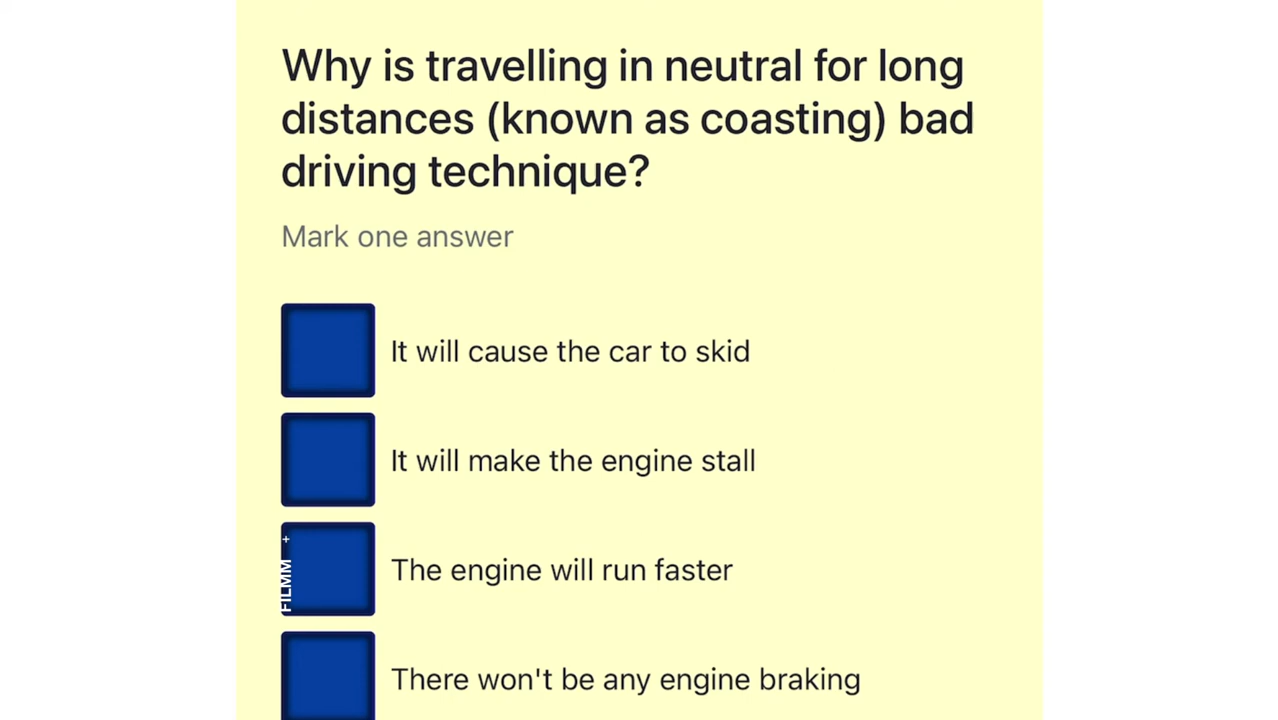 Why is travelling in neutral for long
distances (known as coasting) bad
driving technique?
Mark one answer
It will cause the car to skid
It will make the engine stall
The engine will run faster
FILMM +
There won't be any engine braking